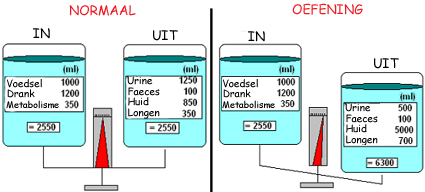 NORMAAL
IN
UIT
(ml)
Voedsel 1000
Drank 1200
Metabolisme 350
= 2550
(ml)
Urine 1250
Faeces 100
Huid 850
Longen 350
= 2550
OEFENING
IN
UIT
(ml)
Voedsel 1000
Drank 1200
Metabolisme 350
= 2550
(ml)
Urine 500
Faeces 100
Huid 5000
Longen 700
= 6300